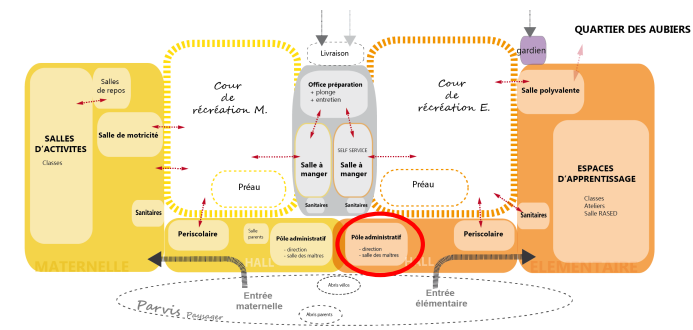 QUARTIER DES AUBIERS
Livraison
gardien
Salles
de repos
Cour
de
récréation M.
Office préparation
+ plonge
+ entretien
Cour
de
récréation E.
Salle polyvalente
SALLES
D'ACTIVITES
Classes
Salle de motricité
SELF SERVICE
Salle à
manger
Salle à
manger
ESPACES
D'APPRENTISSAGE
Classes
Ateliers
Salle RASED
Préau
Préau
Sanitaires
Sanitaires
Sanitaires
Sanitaires
Periscolaire
Salle
parents
Pôle administratif
- direction
- salle des maîtres
Pôle administratif
- direction
- salle des maîtres
Periscolaire
MATERNELLE
HALL
HALL
ELEMENTAIRE
Entrée
maternelle
Abris vélos
Entrée
élémentaire
Parvis Paysager
Abris parents